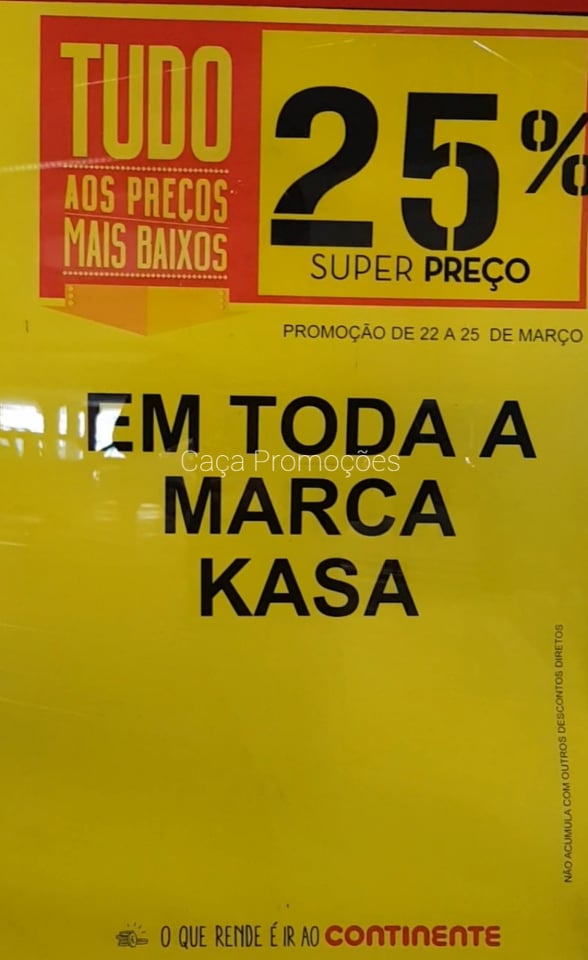 TUDO
AOS PREÇOS
MAIS BAIXOS
25%
SUPER PREÇO
PROMOÇÃO DE 22 A 25 DE MARÇO
EM TODA A
Caça Promoções
MARCA
KASA
NÃO ACUMULA COM OUTROS DESCONTOS DIRETOS
O QUE RENDE É IR AO CONTINENTE